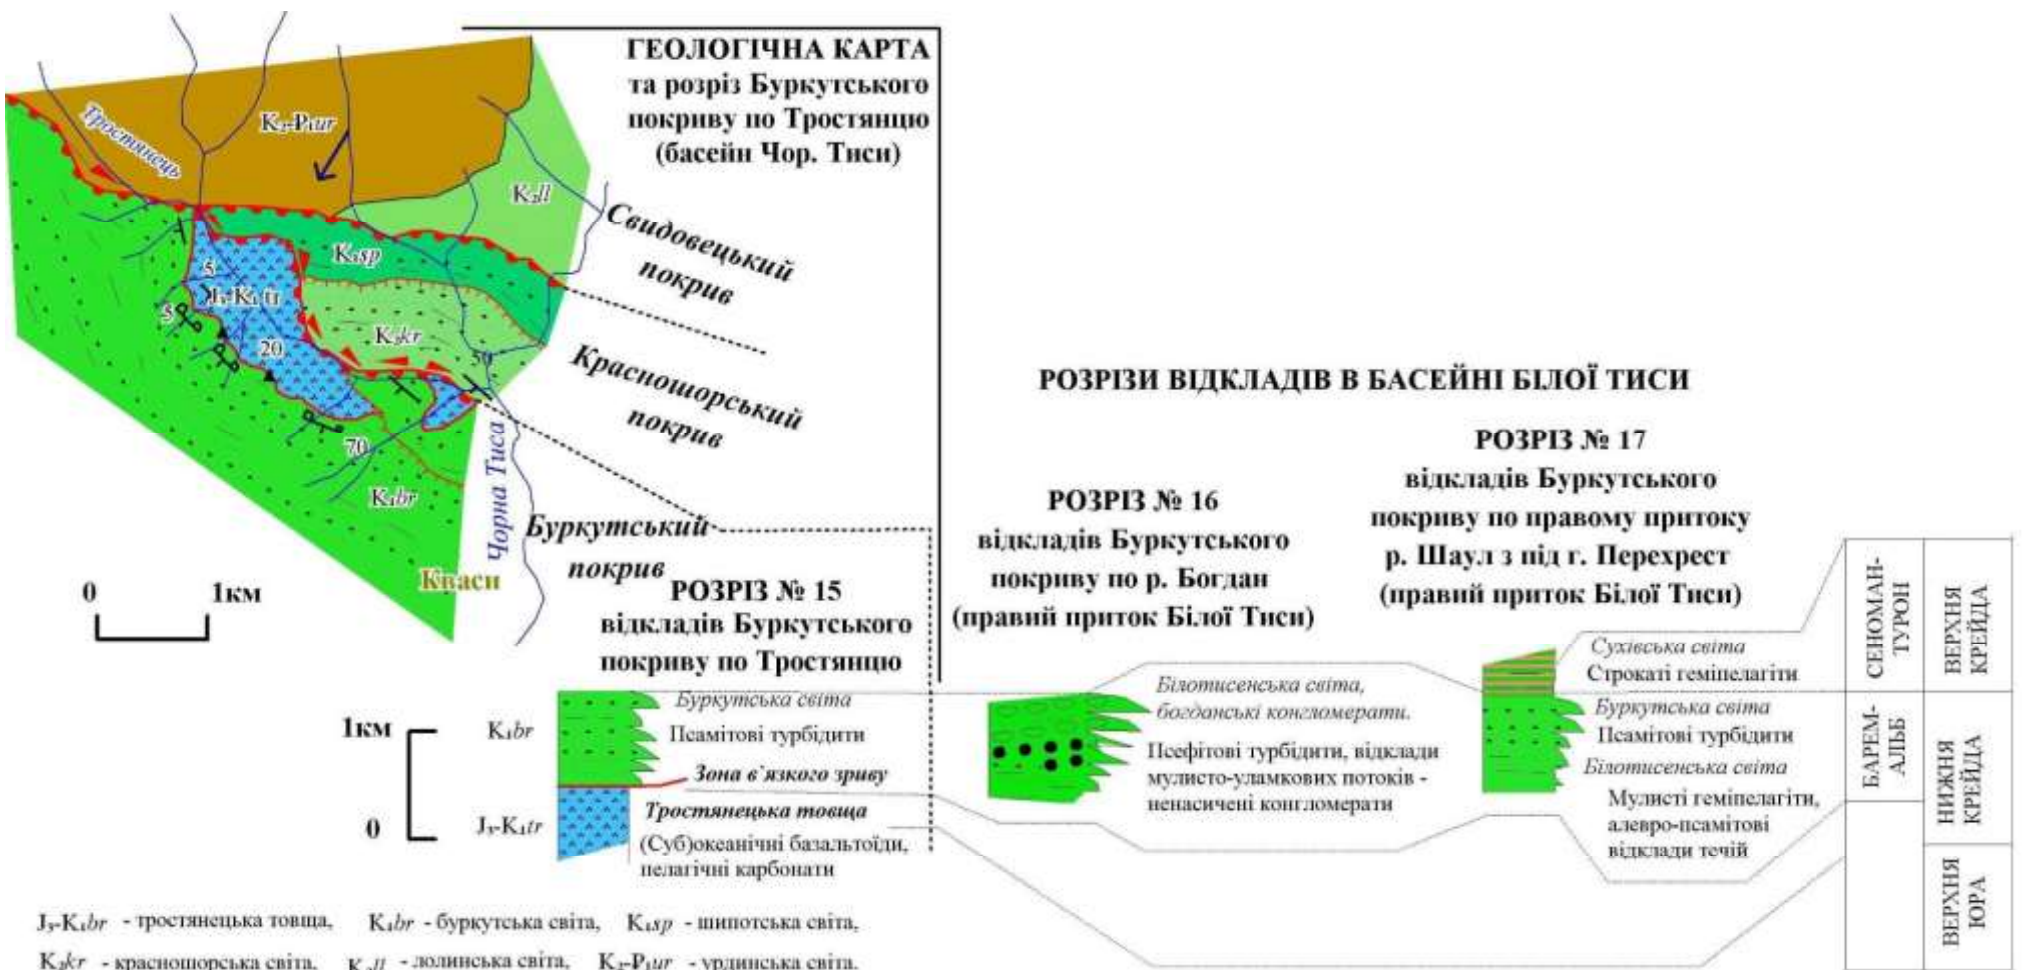 ГЕОЛОГІЧНА КАРТА
та розріз Буркутського
покриву по Тростянцю
(басейн Чор. Тиси)
Тростянець
K₂-P₁ur
K₂ll
K₁sp
K₂kr
J₃-K₁ tr
5
5
20
50
70
K₁br
Свидовецький
покрив
Красношорський
покрив
Буркутський
покрив
Чорна Тиса
Кваси
0 1км
РОЗРІЗИ ВІДКЛАДІВ В БАСЕЙНІ БІЛОЇ ТИСИ
РОЗРІЗ № 15
відкладів Буркутського
покриву по Тростянцю
РОЗРІЗ № 16
відкладів Буркутського
покриву по р. Богдан
(правий приток Білої Тиси)
РОЗРІЗ № 17
відкладів Буркутського
покриву по правому притоку
р. Шаул з під г. Перехрест
(правий приток Білої Тиси)
1км
0
K₁br
J₃-K₁tr
Буркутська світа
Псамітові турбідити
Зона в`язкого зриву
Тростянецька товща
(Суб)океанічні базальтоїди,
пелагічні карбонати
Білотисенська світа,
богданські конгломерати.
Псефітові турбідити, відклади
мулисто-уламкових потоків -
ненасичені конгломерати
Сухівська світа
Строкаті геміпелагіти
Буркутська світа
Псамітові турбідити
Білотисенська світа
Мулисті геміпелагіти,
алевро-псамітові
відклади течій
СЕНОМАН-
ТУРОН
ВЕРХНЯ
КРЕЙДА
БАРЕМ-
АЛЬБ
НИЖНЯ
КРЕЙДА
ВЕРХНЯ
ЮРА
J₃-K₁br - тростянецька товща, K₁br - буркутська світа, K₁sp - шипотська світа,
K₂kr - красношорська світа, K₂ll - лолинська світа, K₂-P₁ur - урдинська світа.